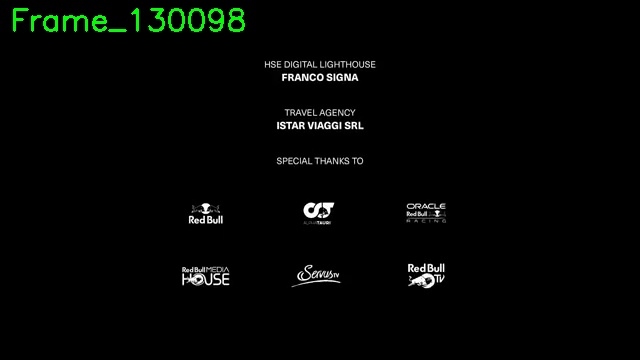 Frame_130098
HSE DIGITAL LIGHTHOUSE
FRANCO SIGNA
TRAVEL AGENCY
ISTAR VIAGGI SRL
SPECIAL THANKS TO
Red Bull
AT
ALPHATAURI
ORACLE
Red Bull
RACING
Red Bull MEDIA
HOUSE
ServusTV
Red Bull
TV